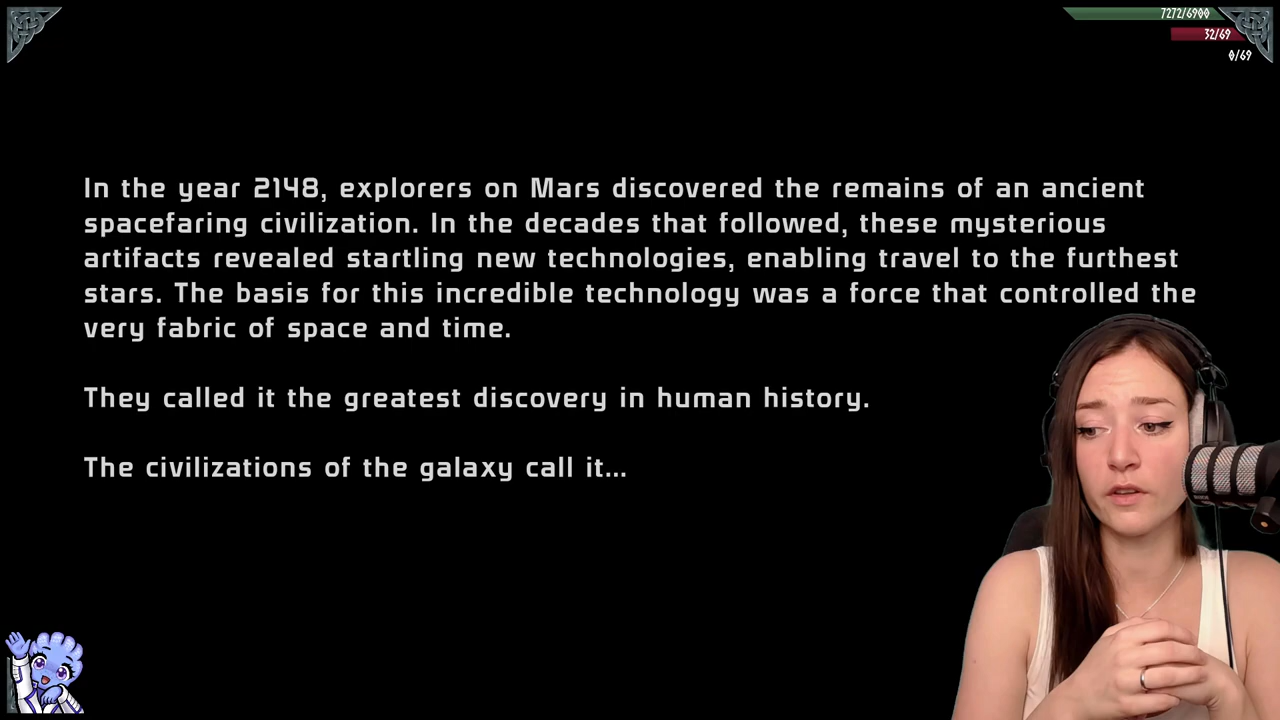 7272/6900
32/69
0/69
In the year 2148, explorers on Mars discovered the remains of an ancient
spacefaring civilization. In the decades that followed, these mysterious
artifacts revealed startling new technologies, enabling travel to the furthest
stars. The basis for this incredible technology was a force that controlled the
very fabric of space and time.
They called it the greatest discovery in human history.
The civilizations of the galaxy call it...